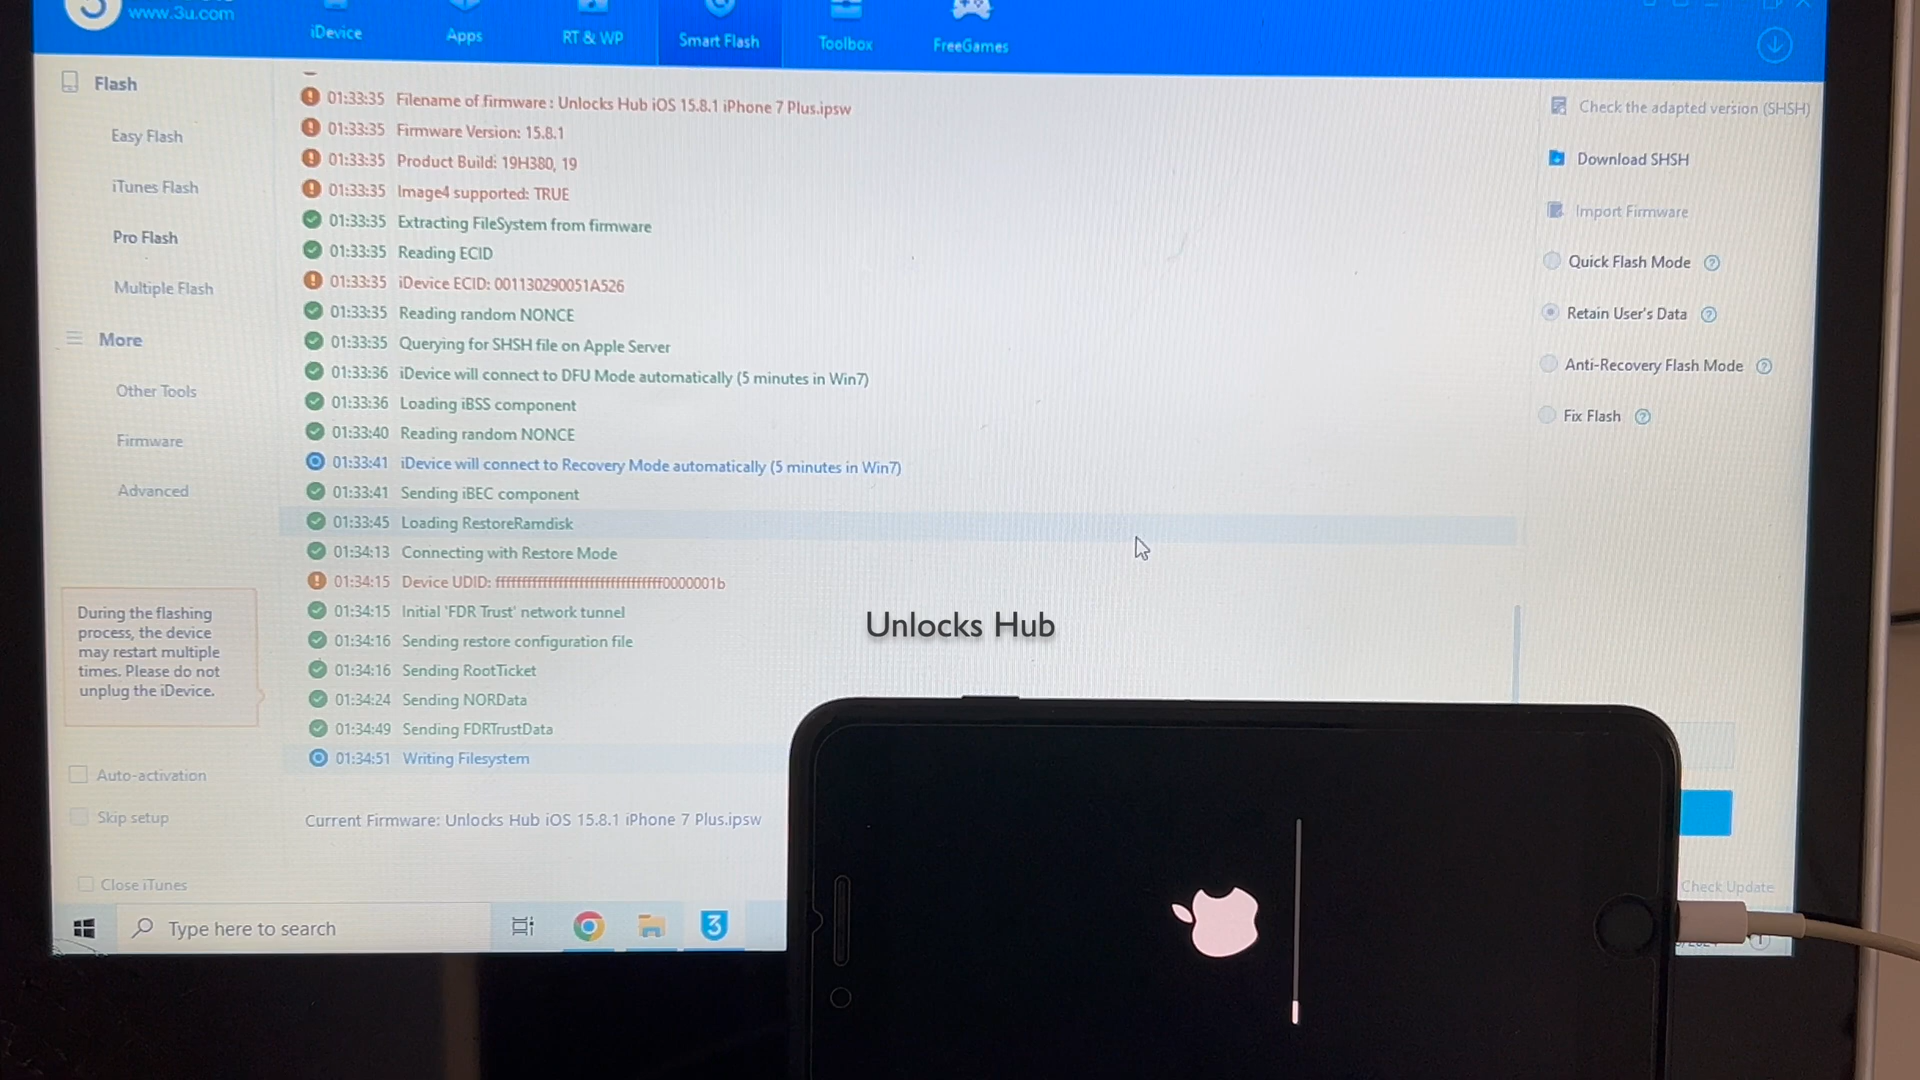 3
www.3u.com
iDevice
Apps
RT & WP
Smart Flash
Toolbox
FreeGames
Flash
Easy Flash
iTunes Flash
Pro Flash
Multiple Flash
More
Other Tools
Firmware
Advanced
During the flashing
process, the device
may restart multiple
times. Please do not
unplug the iDevice.
Auto-activation
Skip setup
Close iTunes
01:33:35 Filename of firmware : Unlocks Hub iOS 15.8.1 iPhone 7 Plus.ipsw
01:33:35 Firmware Version: 15.8.1
01:33:35 Product Build: 19H380, 19
01:33:35 Image4 supported: TRUE
01:33:35 Extracting FileSystem from firmware
01:33:35 Reading ECID
01:33:35 iDevice ECID: 001130290051A526
01:33:35 Reading random NONCE
01:33:35 Querying for SHSH file on Apple Server
01:33:36 iDevice will connect to DFU Mode automatically (5 minutes in Win7)
01:33:36 Loading iBSS component
01:33:40 Reading random NONCE
01:33:41 iDevice will connect to Recovery Mode automatically (5 minutes in Win7)
01:33:41 Sending iBEC component
01:33:45 Loading RestoreRamdisk
01:34:13 Connecting with Restore Mode
01:34:15 Device UDID: ffffffffffffffffffffffffffffffff0000001b
01:34:15 Initial 'FDR Trust' network tunnel
01:34:16 Sending restore configuration file
01:34:16 Sending RootTicket
01:34:24 Sending NORData
01:34:49 Sending FDRTrustData
01:34:51 Writing Filesystem
Current Firmware: Unlocks Hub iOS 15.8.1 iPhone 7 Plus.ipsw
Check the adapted version (SHSH)
Download SHSH
Import Firmware
Quick Flash Mode
Retain User's Data
Anti-Recovery Flash Mode
Fix Flash
Check Update
Unlocks Hub
Type here to search
3